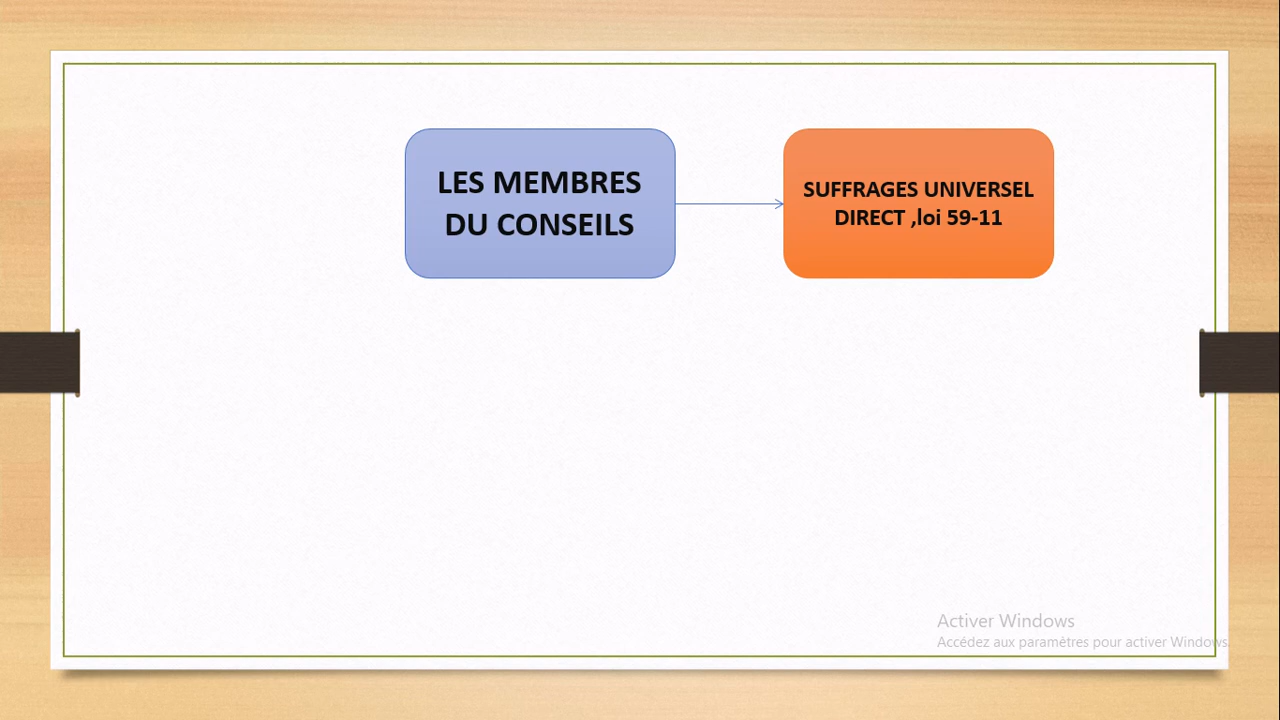 LES MEMBRES
DU CONSEILS
SUFFRAGES UNIVERSEL
DIRECT ,loi 59-11
Activer Windows
Accédez aux paramètres pour activer Windows.